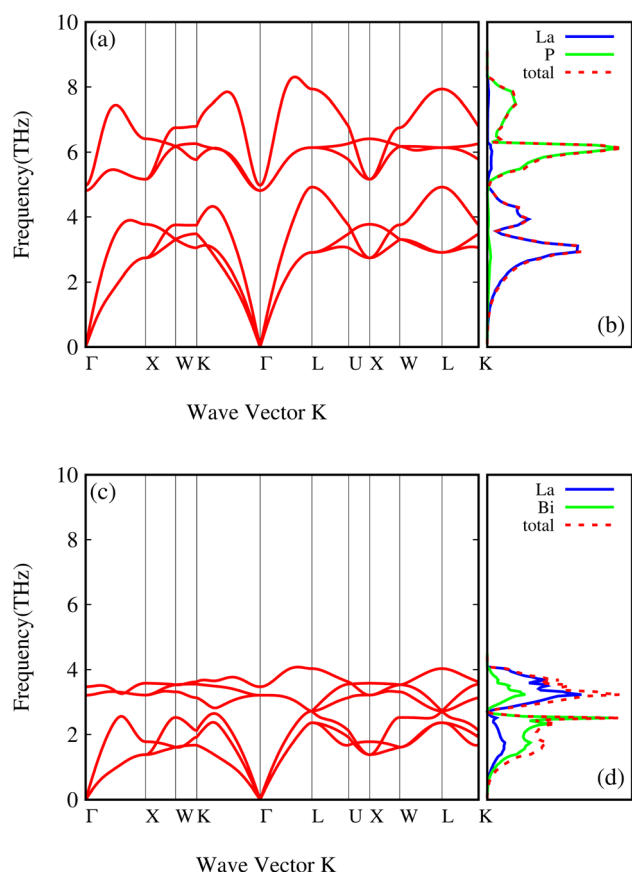 10
8
6
4
2
0
Frequency(THz)
(a)
La
P
total
(b)
Γ X W K Γ L U X W L K
Wave Vector K
10
8
6
4
2
0
Frequency(THz)
(c)
La
Bi
total
(d)
Γ X W K Γ L U X W L K
Wave Vector K